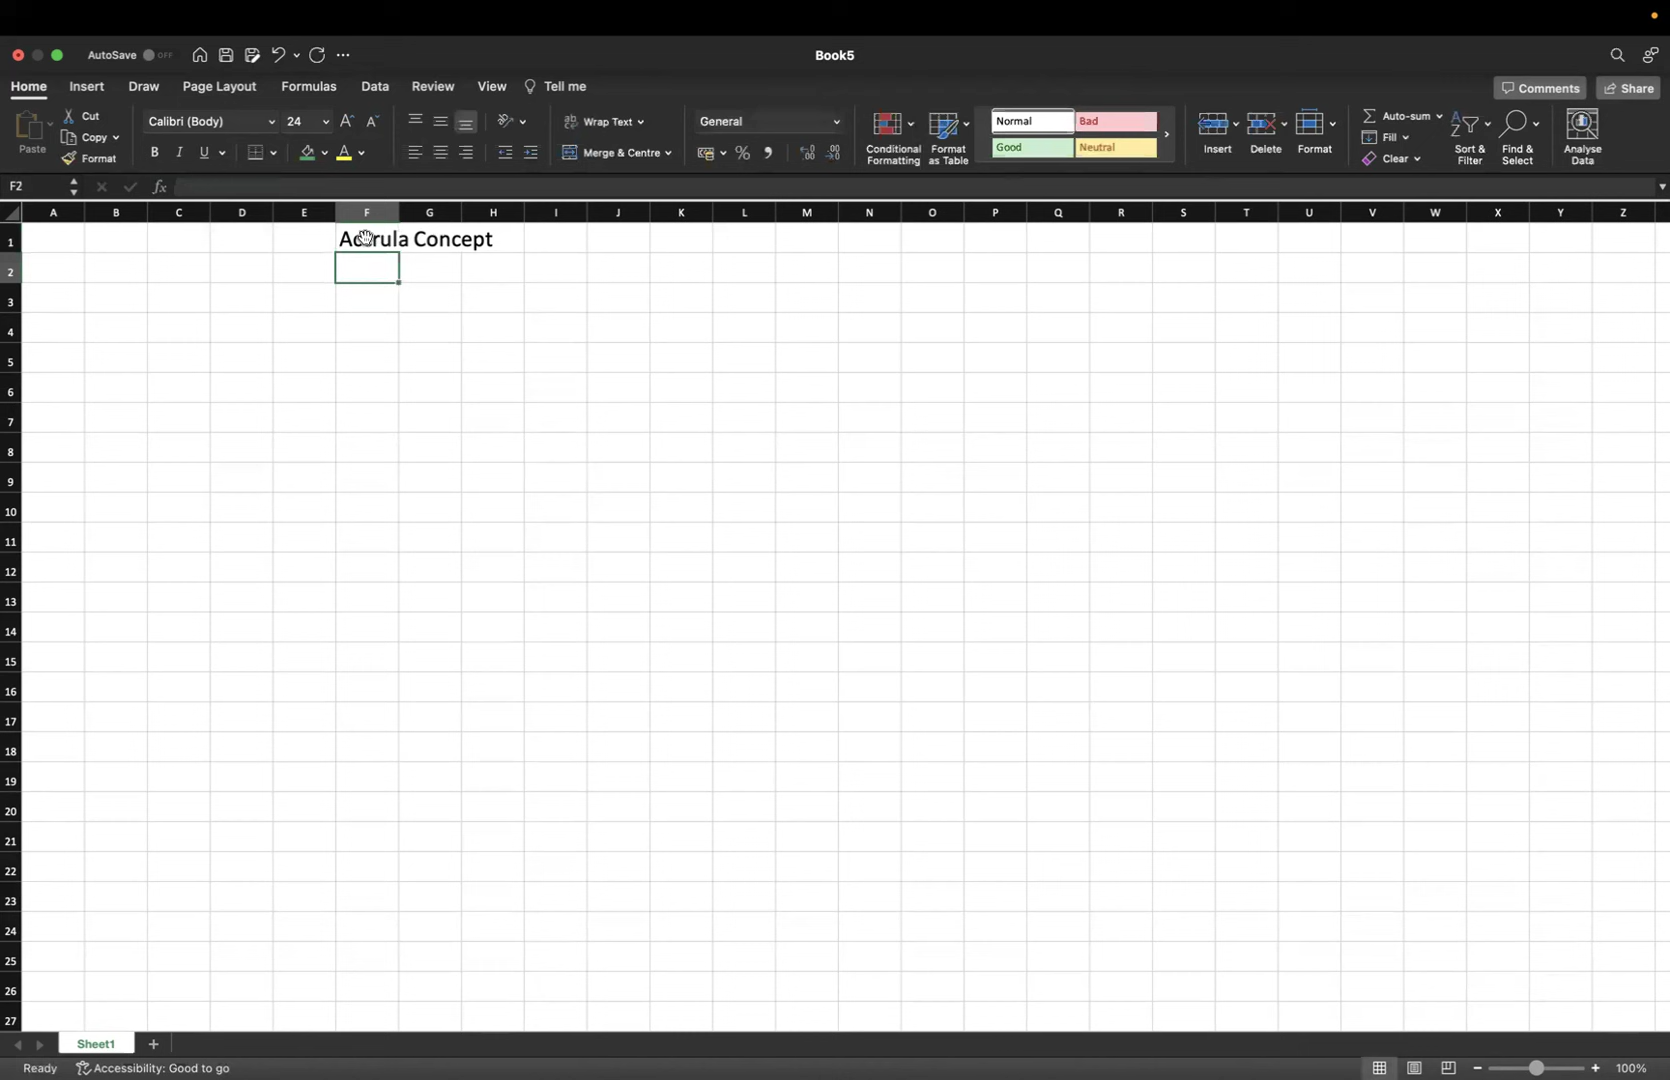 AutoSave OFF
Book5
Home Insert Draw Page Layout Formulas Data Review View Tell me
Comments Share
Paste
Cut
Copy
Format
Calibri (Body) 24
A A
B I U A
Wrap Text
Merge & Centre
General
%
Conditional Formatting
Format as Table
Normal Bad
Good Neutral
Insert Delete Format
Auto-sum
Fill
Clear
Sort & Filter
Find & Select
Analyse Data
F2 fx
A B C D E F G H I J K L M N O P Q R S T U V W X Y Z
1 Accrula Concept
2
3
4
5
6
7
8
9
10
11
12
13
14
15
16
17
18
19
20
21
22
23
24
25
26
27
Sheet1 +
Ready Accessibility: Good to go
100%